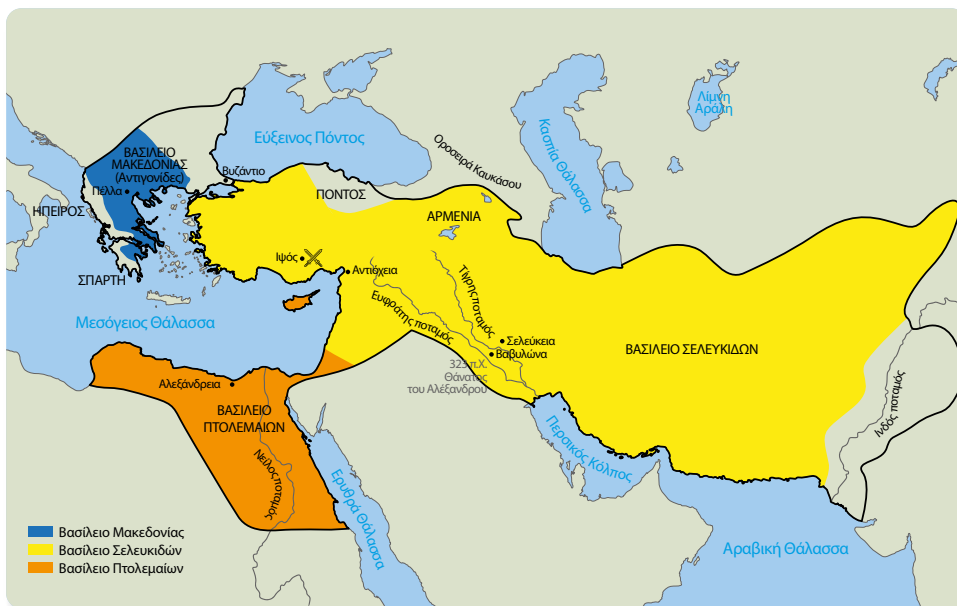 Λίμνη
Αράλη
Εύξεινος Πόντος
Κασπία Θάλασσα
Οροσειρά Καυκάσου
ΒΑΣΙΛΕΙΟ
ΜΑΚΕΔΟΝΙΑΣ
(Αντιγονίδες)
Πέλλα
Βυζάντιο
ΠΟΝΤΟΣ
ΗΠΕΙΡΟΣ
ΑΡΜΕΝΙΑ
Ιψός
Αντιόχεια
ΣΠΑΡΤΗ
Τίγρης ποταμός
Ευφράτης ποταμός
Μεσόγειος Θάλασσα
Σελεύκεια
Βαβυλώνα
ΒΑΣΙΛΕΙΟ ΣΕΛΕΥΚΙΔΩΝ
323 π.Χ.
Θάνατος
του Αλέξανδρου
Αλεξάνδρεια
ΒΑΣΙΛΕΙΟ
ΠΤΟΛΕΜΑΙΩΝ
Ινδός ποταμός
Περσικός Κόλπος
Νείλος ποταμός
Ερυθρά Θάλασσα
Αραβική Θάλασσα
Βασίλειο Μακεδονίας
Βασίλειο Σελευκιδών
Βασίλειο Πτολεμαίων